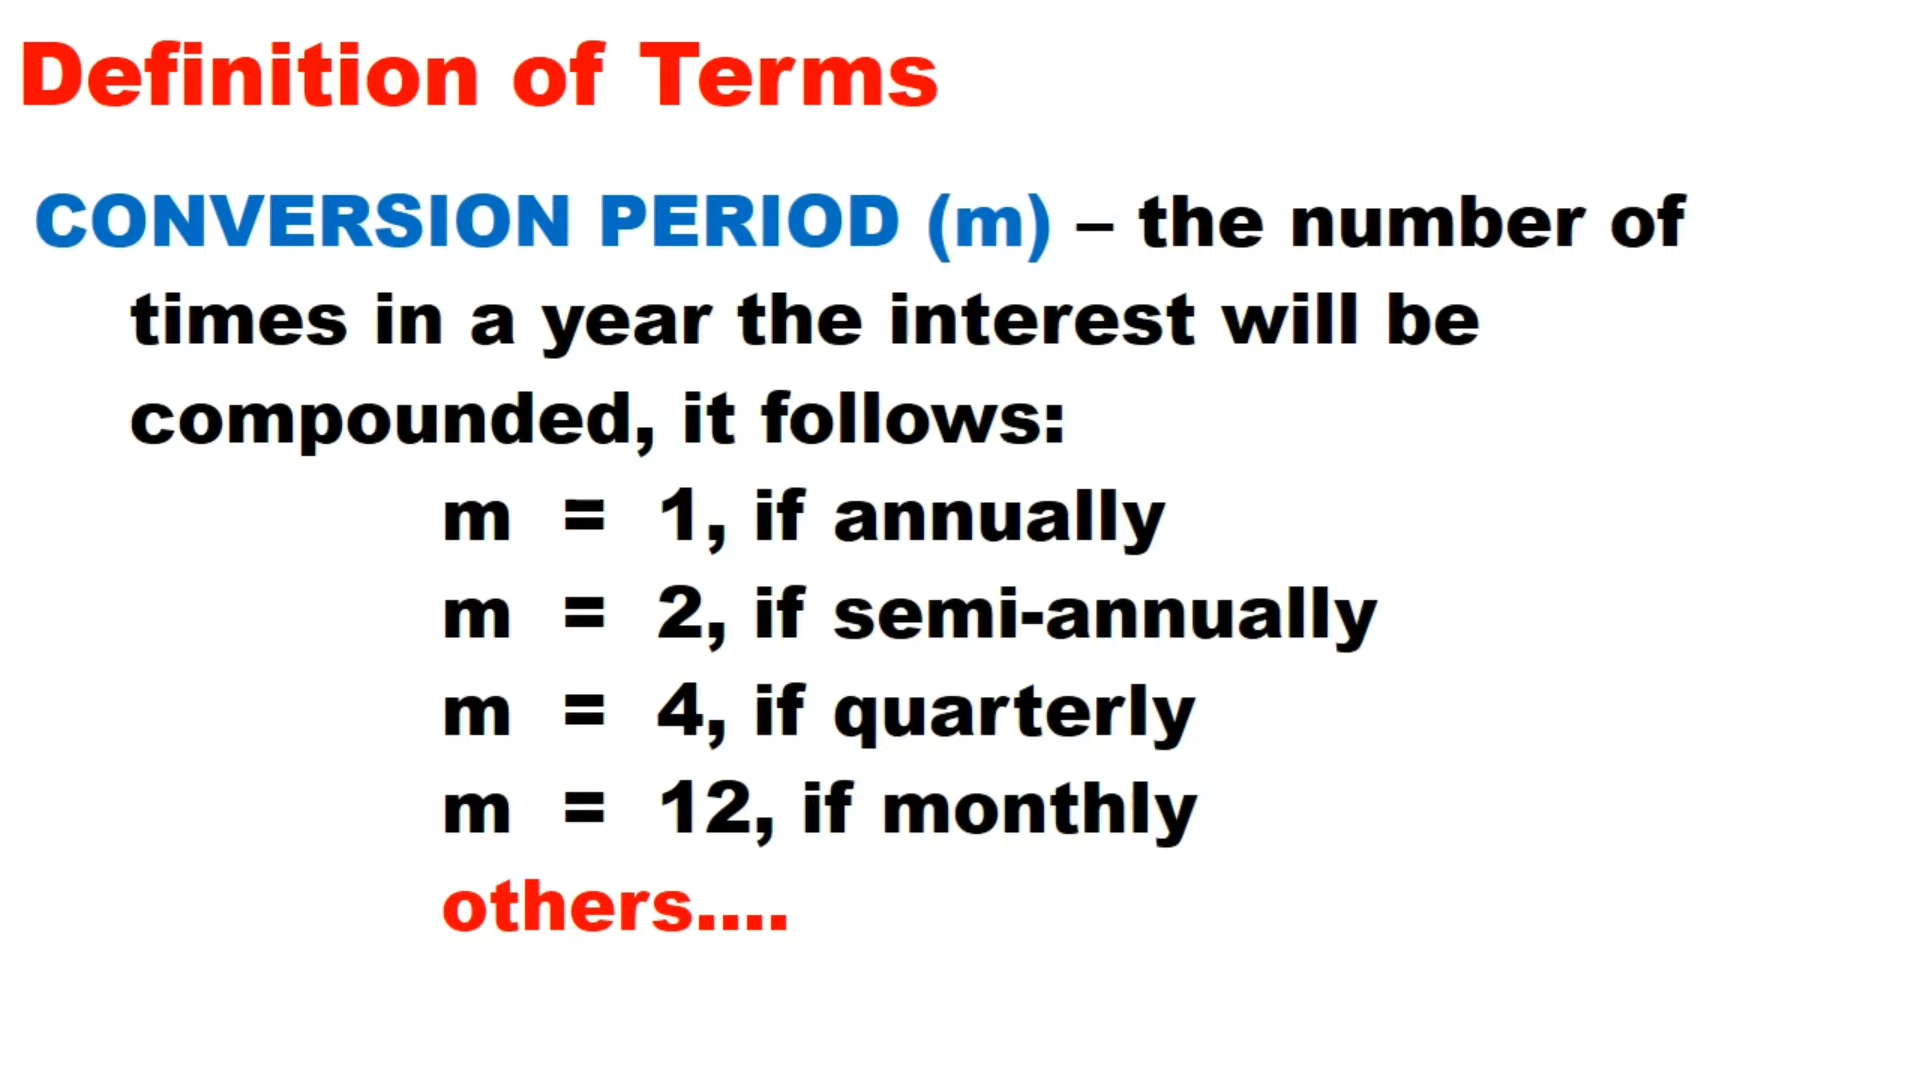 Definition of Terms
CONVERSION PERIOD (m) – the number of
times in a year the interest will be
compounded, it follows:
m = 1, if annually
m = 2, if semi-annually
m = 4, if quarterly
m = 12, if monthly
others....